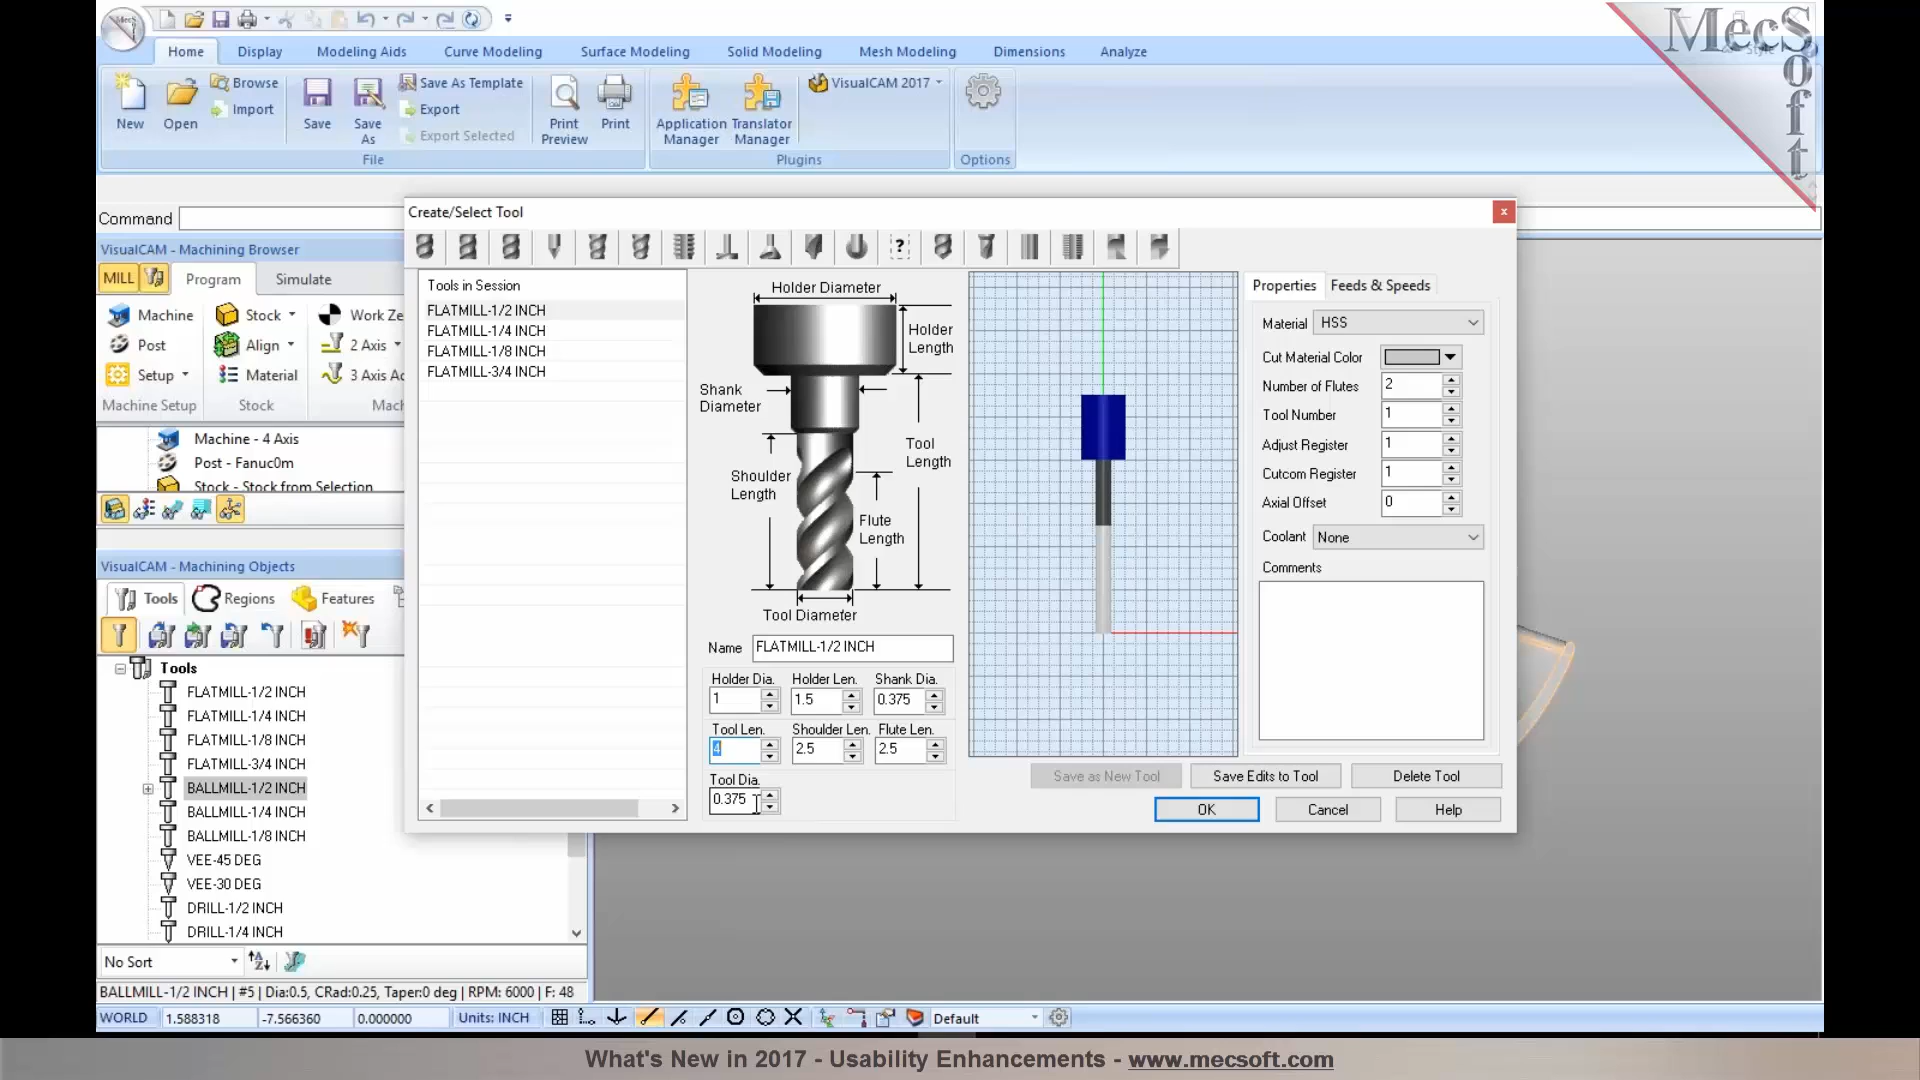 MecSoft
Home Display Modeling Aids Curve Modeling Surface Modeling Solid Modeling Mesh Modeling Dimensions Analyze
New
Open
Browse
Import
Save
Save As
Save As Template
Export
Export Selected
File
Print Preview
Print
Application Manager
Translator Manager
VisualCAM 2017
Plugins
Options
Command
VisualCAM - Machining Browser
MILL Program Simulate
Machine Stock Work Ze
Post Align 2 Axis
Setup Material 3 Axis Ad
Machine Setup Stock Mach
Machine - 4 Axis
Post - Fanuc0m
Stock - Stock from Selection
VisualCAM - Machining Objects
Tools Regions Features
Tools
FLATMILL-1/2 INCH
FLATMILL-1/4 INCH
FLATMILL-1/8 INCH
FLATMILL-3/4 INCH
BALLMILL-1/2 INCH
BALLMILL-1/4 INCH
BALLMILL-1/8 INCH
VEE-45 DEG
VEE-30 DEG
DRILL-1/2 INCH
DRILL-1/4 INCH
No Sort
BALLMILL-1/2 INCH | #5 | Dia:0.5, CRad:0.25, Taper:0 deg | RPM: 6000 | F: 48
WORLD 1.588318 -7.566360 0.000000 Units: INCH Default
Create/Select Tool
?
Tools in Session
FLATMILL-1/2 INCH
FLATMILL-1/4 INCH
FLATMILL-1/8 INCH
FLATMILL-3/4 INCH
Holder Diameter
Holder Length
Shank Diameter
Tool Length
Shoulder Length
Flute Length
Tool Diameter
Name FLATMILL-1/2 INCH
Holder Dia. Holder Len. Shank Dia.
1 1.5 0.375
Tool Len. Shoulder Len. Flute Len.
4 2.5 2.5
Tool Dia.
0.375
Properties Feeds & Speeds
Material HSS
Cut Material Color
Number of Flutes 2
Tool Number 1
Adjust Register 1
Cutcom Register 1
Axial Offset 0
Coolant None
Comments
Save as New Tool Save Edits to Tool Delete Tool
OK Cancel Help
What's New in 2017 - Usability Enhancements - www.mecsoft.com